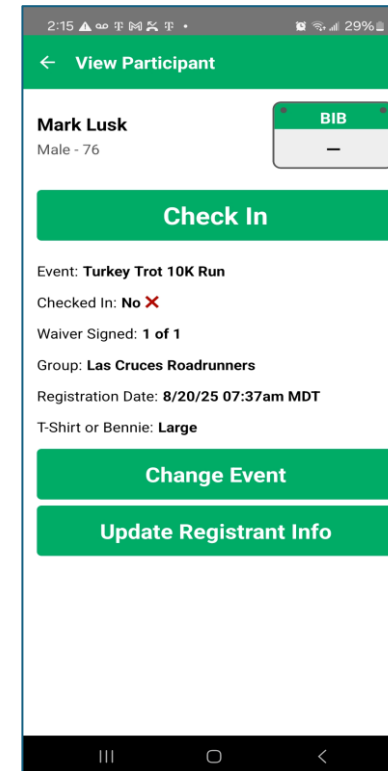 2:15
29%
View Participant
Mark Lusk
Male - 76
BIB
–
Check In
Event: Turkey Trot 10K Run
Checked In: No ❌
Waiver Signed: 1 of 1
Group: Las Cruces Roadrunners
Registration Date: 8/20/25 07:37am MDT
T-Shirt or Bennie: Large
Change Event
Update Registrant Info